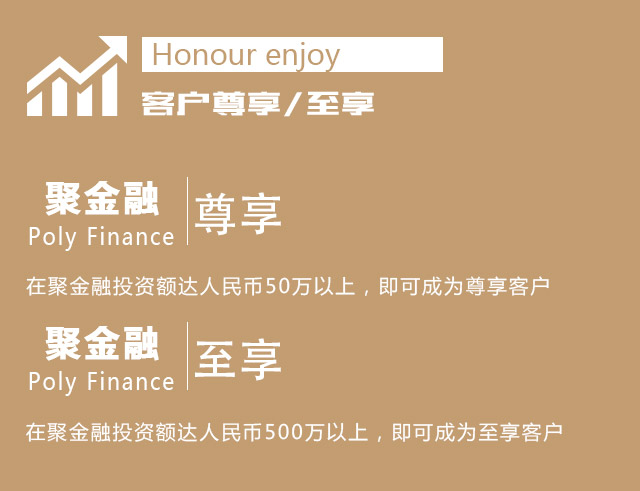 Honour enjoy
客户尊享/至享
聚金融
Poly Finance
尊享
在聚金融投资额达人民币50万以上，即可成为尊享客户
聚金融
Poly Finance
至享
在聚金融投资额达人民币500万以上，即可成为至享客户